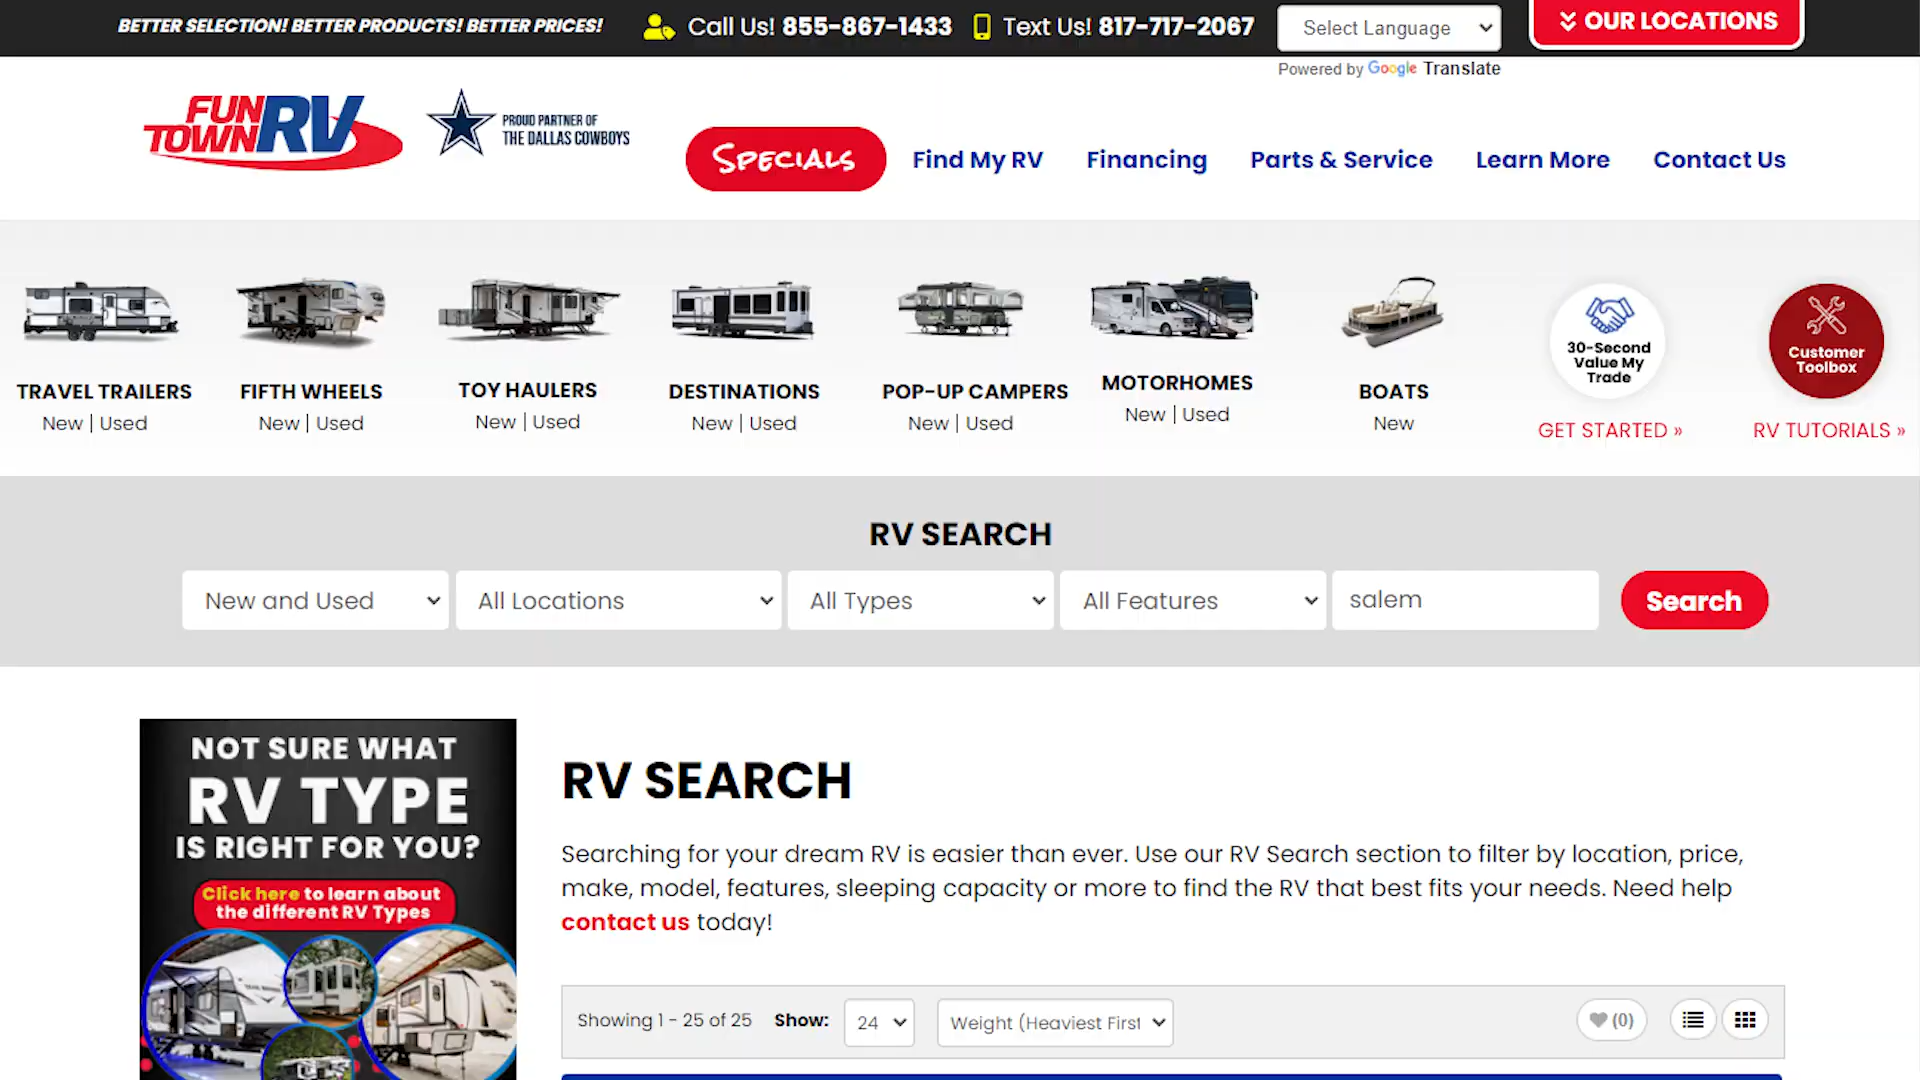 BETTER SELECTION! BETTER PRODUCTS! BETTER PRICES!
Call Us! 855-867-1433
Text Us! 817-717-2067
Select Language
OUR LOCATIONS
Powered by Google Translate
FUN TOWN RV
PROUD PARTNER OF
THE DALLAS COWBOYS
SPECIALS
Find My RV
Financing
Parts & Service
Learn More
Contact Us
TRAVEL TRAILERS
New | Used
FIFTH WHEELS
New | Used
TOY HAULERS
New | Used
DESTINATIONS
New | Used
POP-UP CAMPERS
New | Used
MOTORHOMES
New | Used
BOATS
New
30-Second
Value My
Trade
GET STARTED »
Customer
Toolbox
RV TUTORIALS »
RV SEARCH
New and Used
All Locations
All Types
All Features
salem
Search
NOT SURE WHAT
RV TYPE
IS RIGHT FOR YOU?
Click here to learn about
the different RV Types
RV SEARCH
Searching for your dream RV is easier than ever. Use our RV Search section to filter by location, price,
make, model, features, sleeping capacity or more to find the RV that best fits your needs. Need help
contact us today!
Showing 1 - 25 of 25
Show:
24
Weight (Heaviest First
(0)